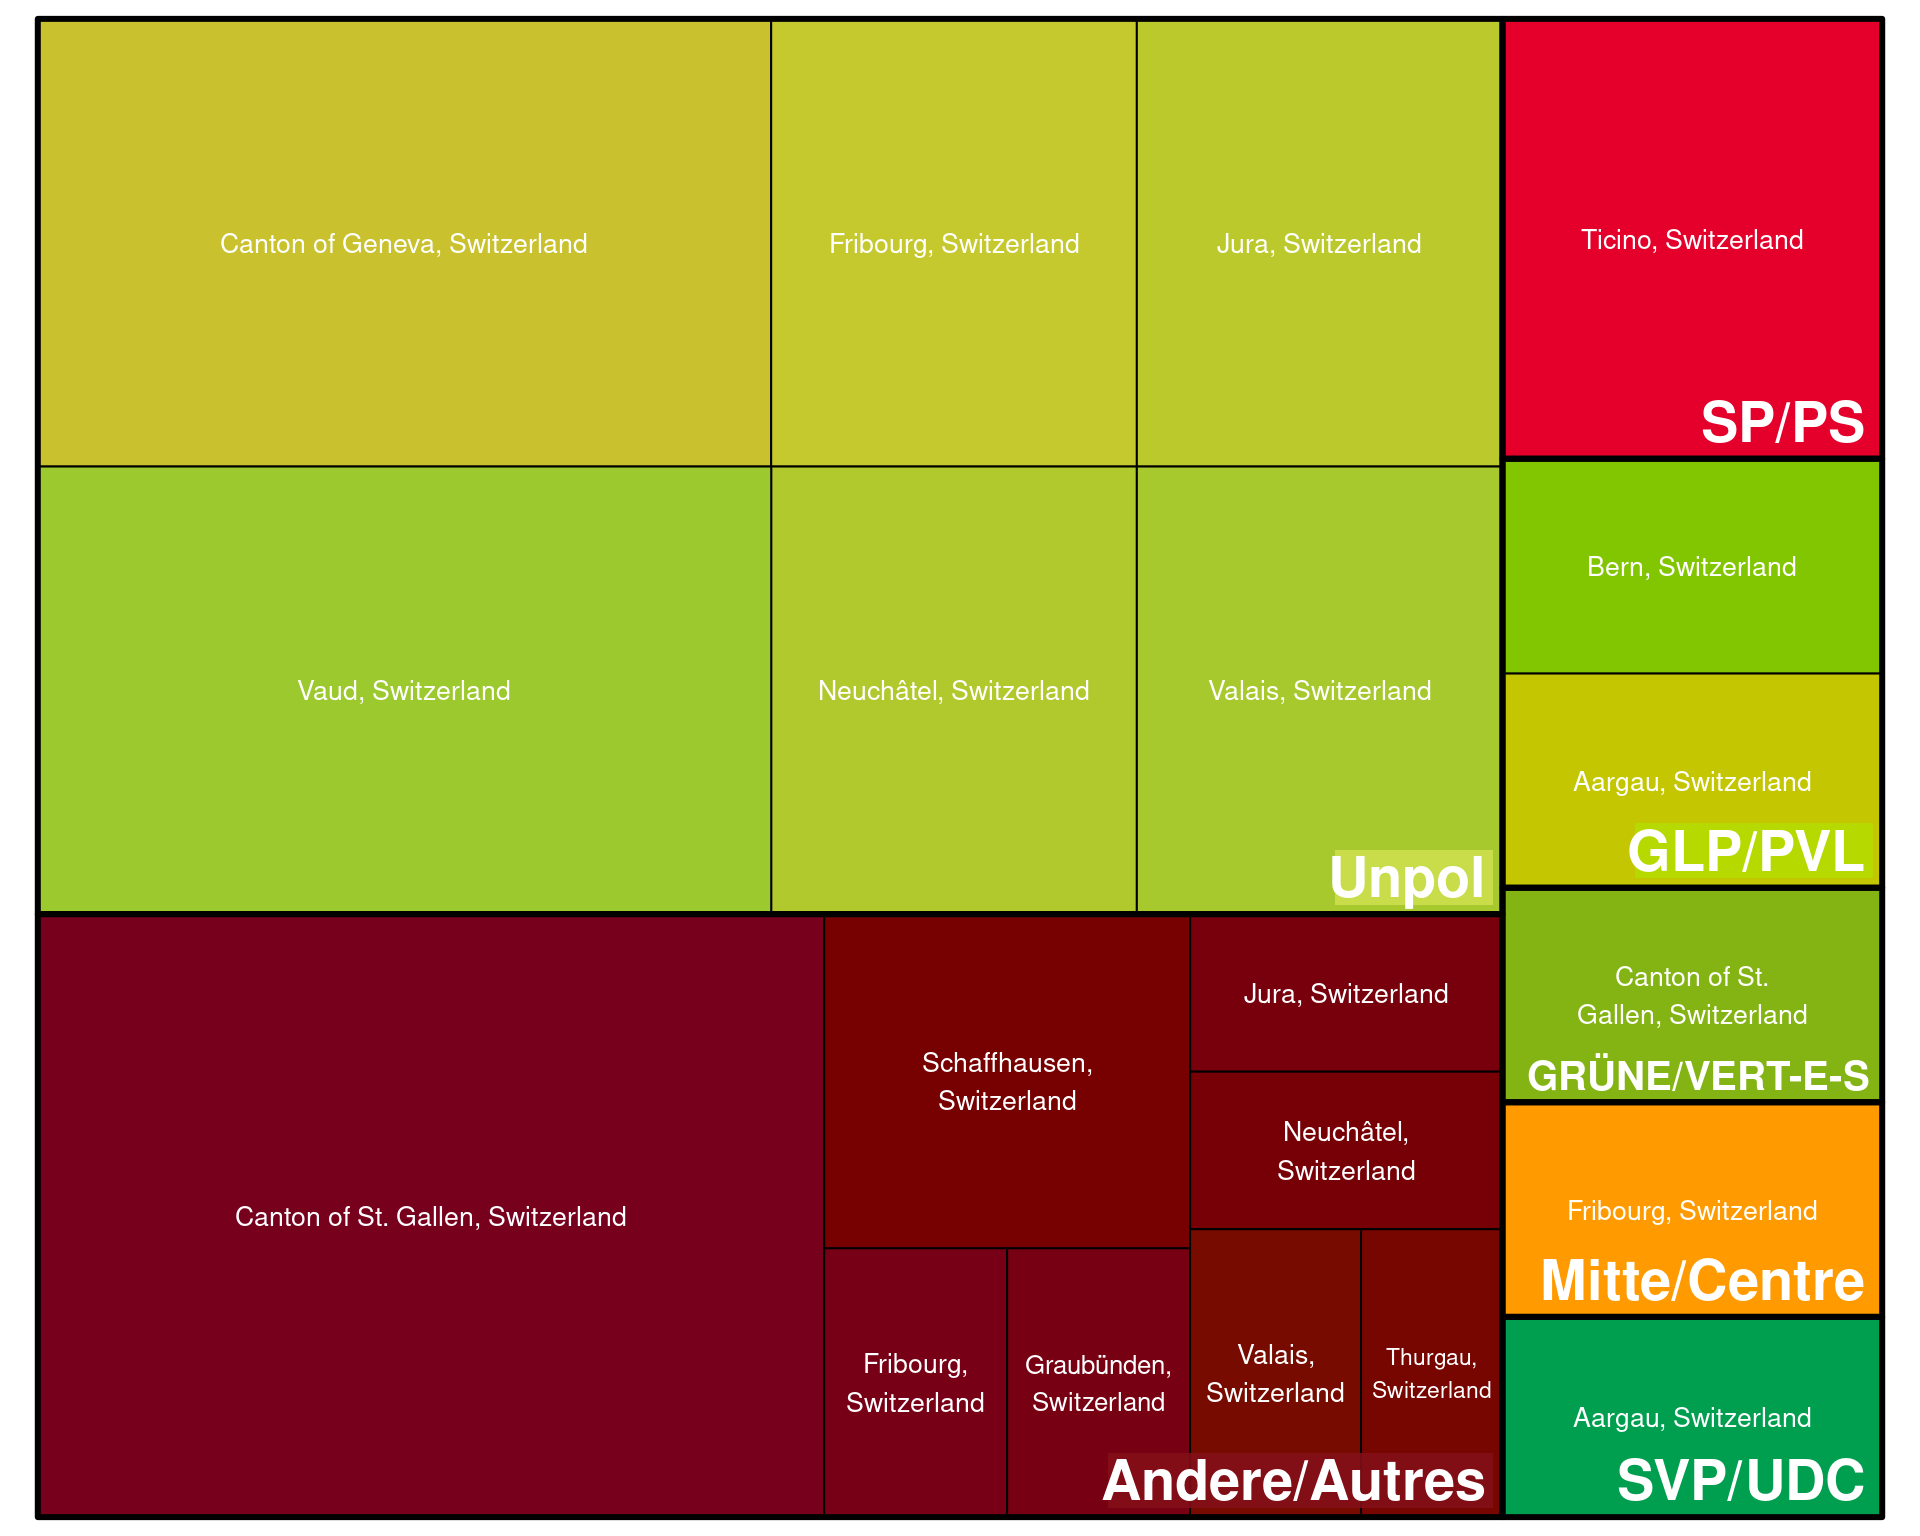 Canton of Geneva, Switzerland
Fribourg, Switzerland
Jura, Switzerland
Vaud, Switzerland
Neuchâtel, Switzerland
Valais, Switzerland
Unpol
Canton of St. Gallen, Switzerland
Schaffhausen,
Switzerland
Fribourg,
Switzerland
Graubünden,
Switzerland
Jura, Switzerland
Neuchâtel,
Switzerland
Valais,
Switzerland
Thurgau,
Switzerland
Andere/Autres
Ticino, Switzerland
SP/PS
Bern, Switzerland
Aargau, Switzerland
GLP/PVL
Canton of St.
Gallen, Switzerland
GRÜNE/VERT-E-S
Fribourg, Switzerland
Mitte/Centre
Aargau, Switzerland
SVP/UDC